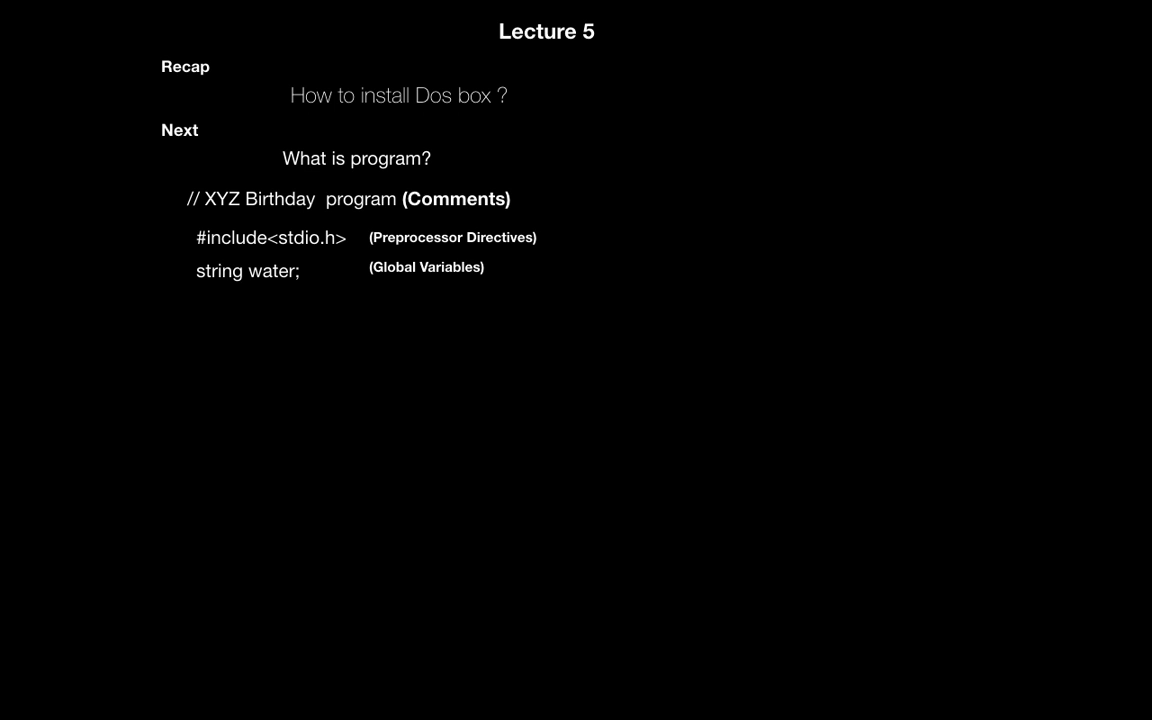 Lecture 5
Recap
How to install Dos box ?
Next
What is program?
// XYZ Birthday  program (Comments)
#include<stdio.h> (Preprocessor Directives)
string water; (Global Variables)